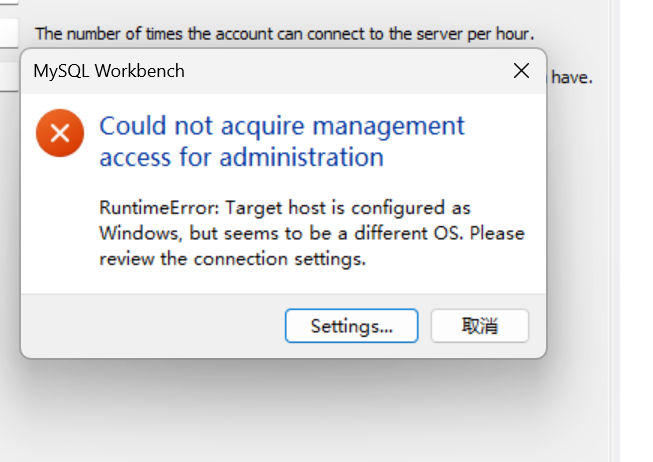 The number of times the account can connect to the server per hour.
MySQL Workbench
have.
Could not acquire management
access for administration
RuntimeError: Target host is configured as
Windows, but seems to be a different OS. Please
review the connection settings.
Settings...
取消